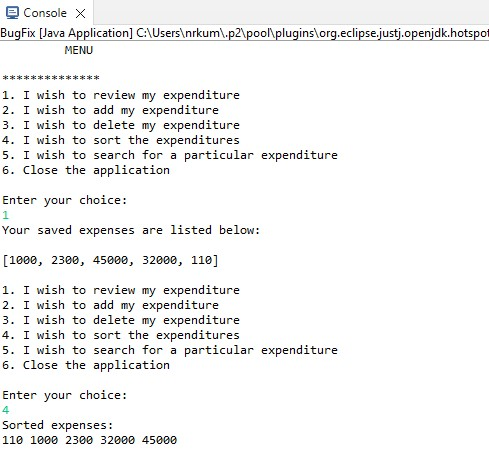 Console
BugFix [Java Application] C:\Users\nrkum\.p2\pool\plugins\org.eclipse.justj.openjdk.hotspot
MENU
**************
1. I wish to review my expenditure
2. I wish to add my expenditure
3. I wish to delete my expenditure
4. I wish to sort the expenditures
5. I wish to search for a particular expenditure
6. Close the application
Enter your choice:
1
Your saved expenses are listed below:
[1000, 2300, 45000, 32000, 110]
1. I wish to review my expenditure
2. I wish to add my expenditure
3. I wish to delete my expenditure
4. I wish to sort the expenditures
5. I wish to search for a particular expenditure
6. Close the application
Enter your choice:
4
Sorted expenses:
110 1000 2300 32000 45000